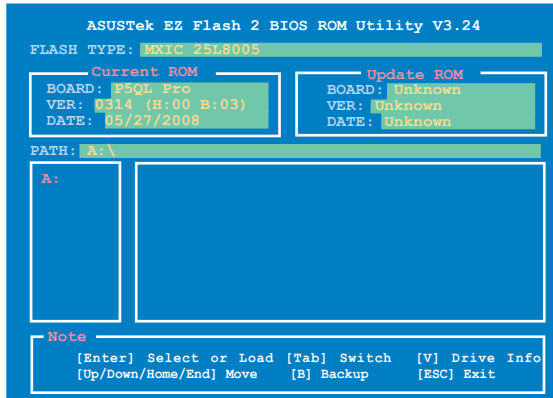 ASUSTek EZ Flash 2 BIOS ROM Utility V3.24
FLASH TYPE: MXIC 25L8005
Current ROM
BOARD: P5QL Pro
VER: 0314 (H:00 B:03)
DATE: 05/27/2008
Update ROM
BOARD: Unknown
VER: Unknown
DATE: Unknown
PATH: A:\
A:
Note
[Enter] Select or Load [Tab] Switch [V] Drive Info
[Up/Down/Home/End] Move [B] Backup [ESC] Exit